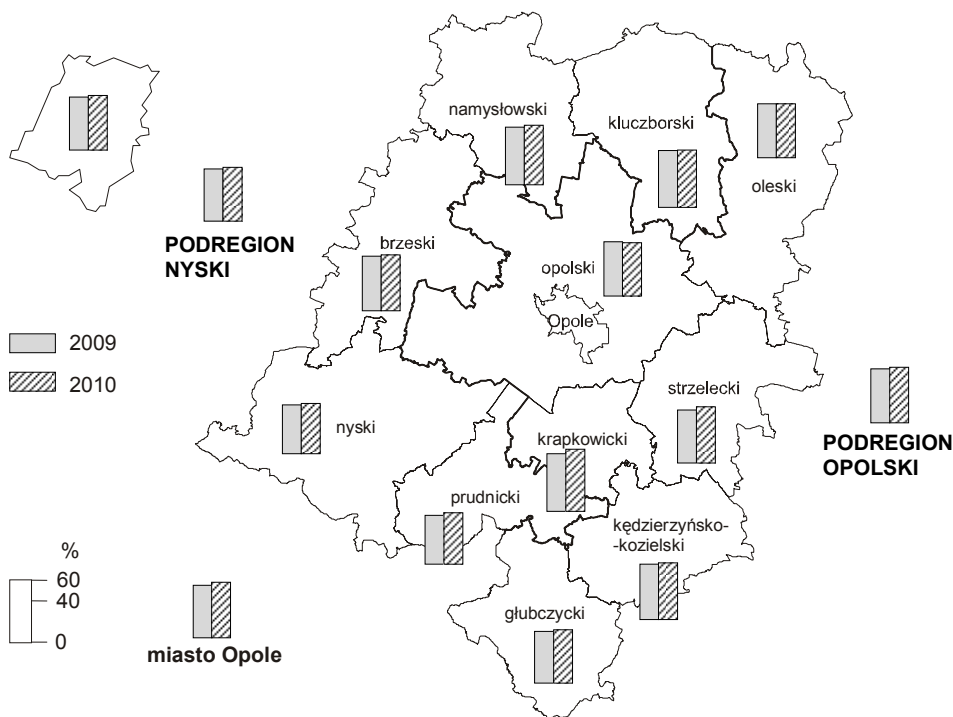 namysłowski
kluczborski
oleski
PODREGION
NYSKI
brzeski
opolski
Opole
2009
2010
strzelecki
nyski
krapkowicki
PODREGION
OPOLSKI
prudnicki
kędzierzyńsko-
-kozielski
%
60
40
0
głubczycki
miasto Opole